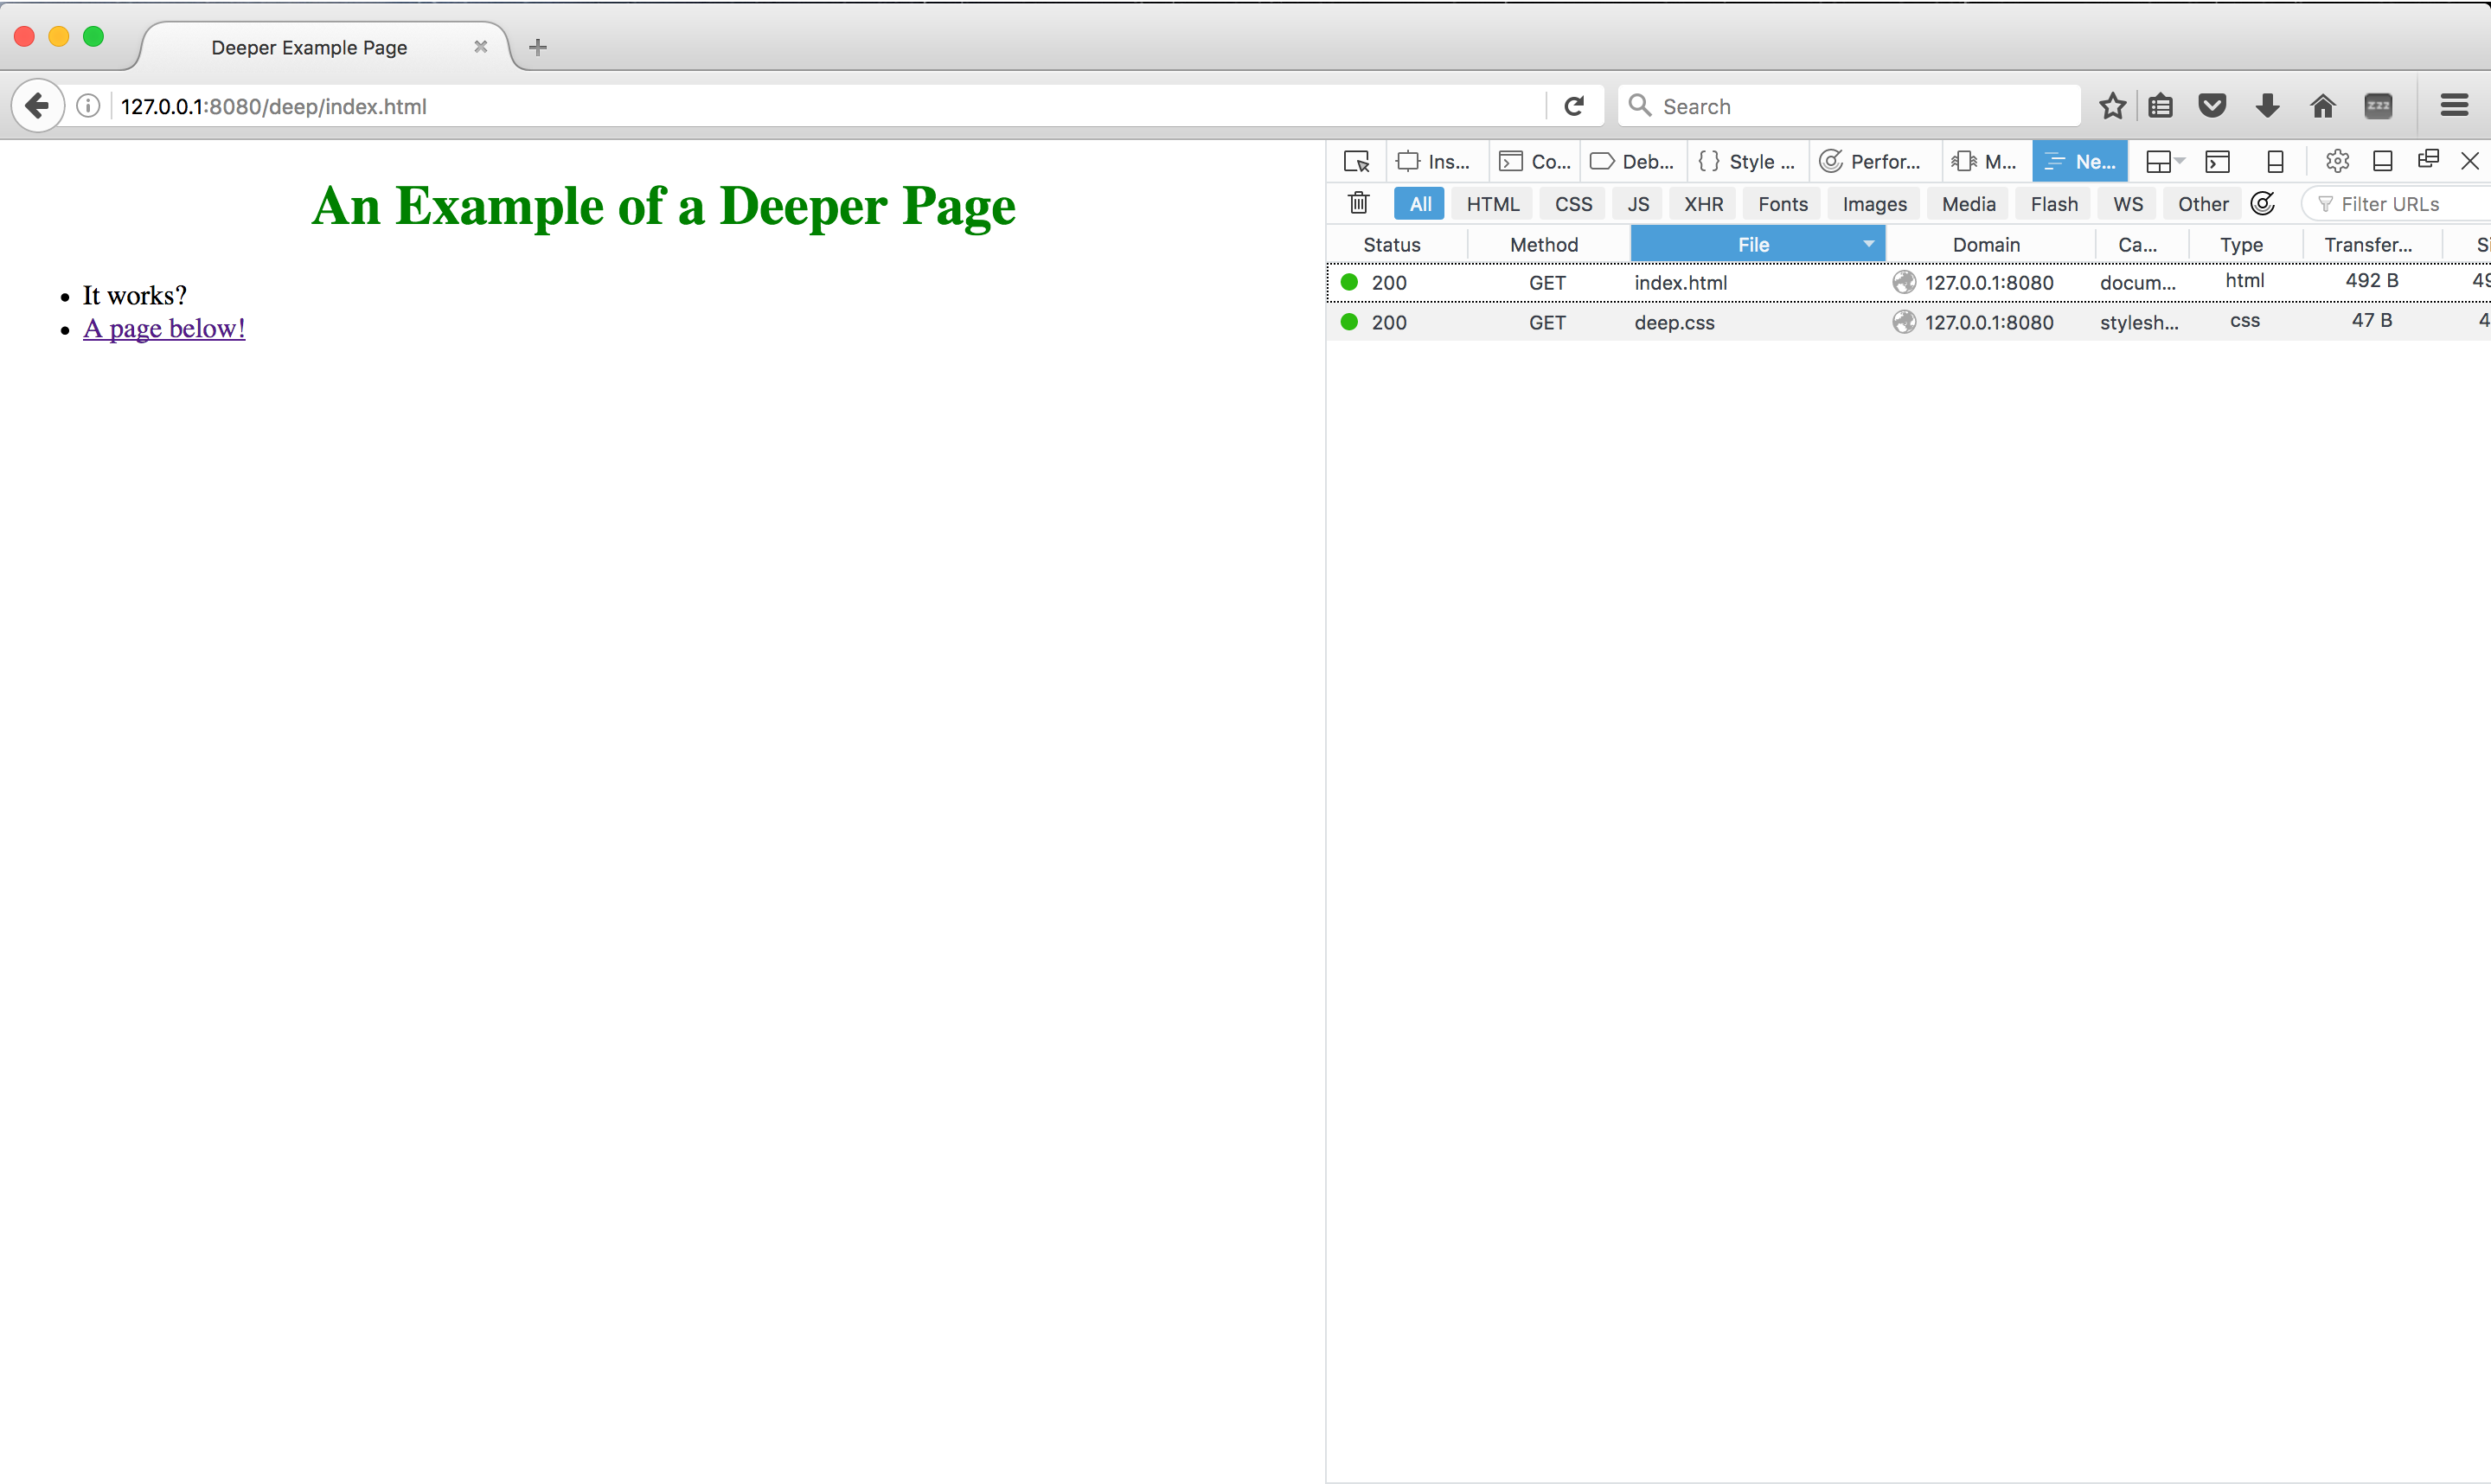 Deeper Example Page
127.0.0.1:8080/deep/index.html
Search
An Example of a Deeper Page
It works?
A page below!
Ins... Co... Deb... { } Style ... Perfor... M... Ne...
All HTML CSS JS XHR Fonts Images Media Flash WS Other Filter URLs
Status Method File Domain Ca... Type Transfer...
200 GET index.html 127.0.0.1:8080 docum... html 492 B
200 GET deep.css 127.0.0.1:8080 stylesh... css 47 B